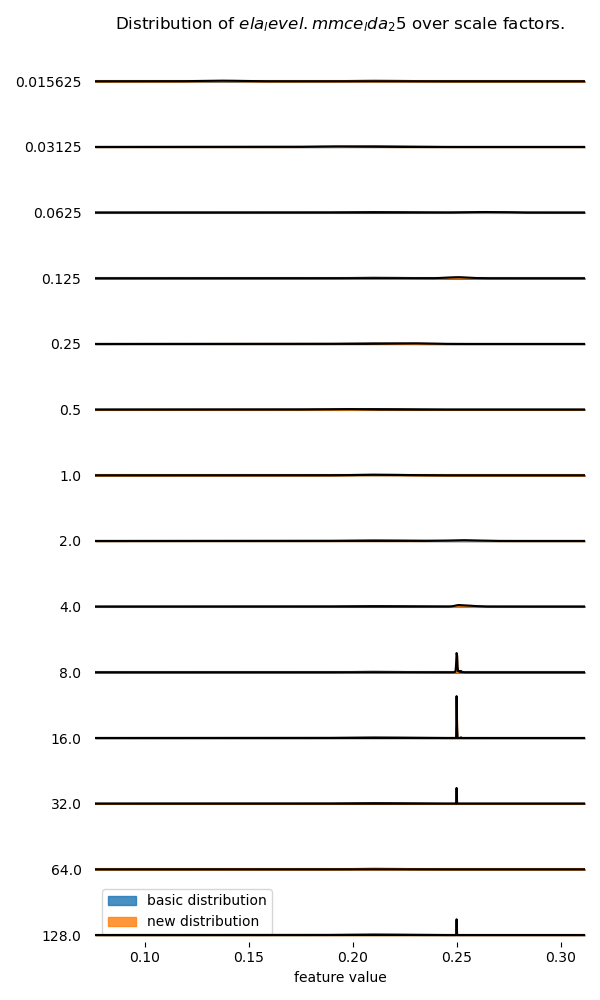 Distribution of elaₗevel.mmceₗda₂5 over scale factors.
0.015625
0.03125
0.0625
0.125
0.25
0.5
1.0
2.0
4.0
8.0
16.0
32.0
64.0
128.0
basic distribution
new distribution
0.10 0.15 0.20 0.25 0.30
feature value